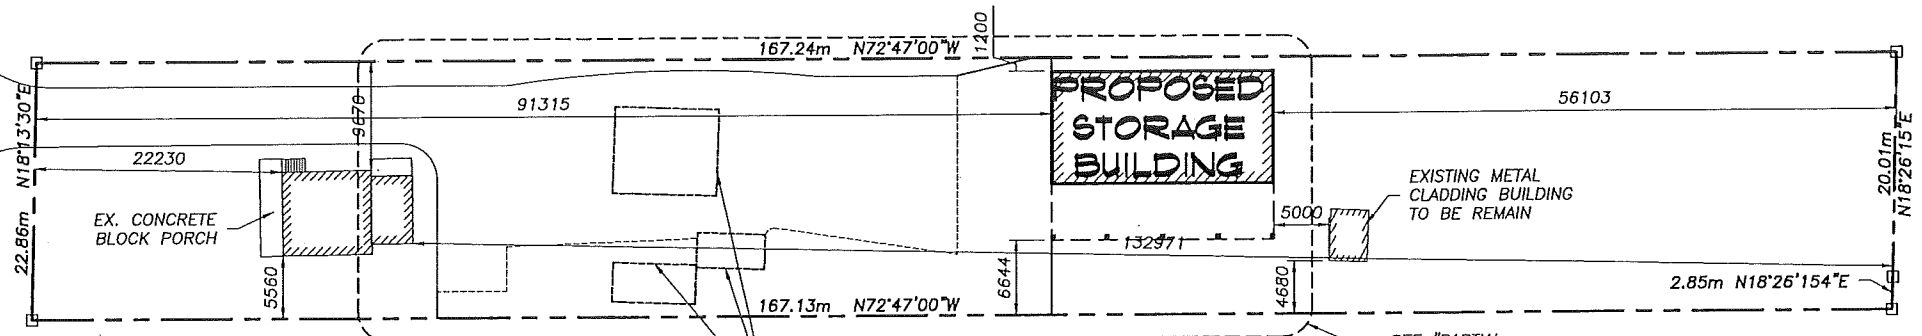 1200
167.24m N72°47'00"W
PROPOSED
STORAGE
BUILDING
91315
56103
9670
N18°13'30"E
22.86m
22230
EX. CONCRETE
BLOCK PORCH
5560
EXISTING METAL
CLADDING BUILDING
TO BE REMAIN
5000
132971
6644
4680
20.01m
N18°26'15"E
2.85m N18°26'154"E
167.13m N72°47'00"W